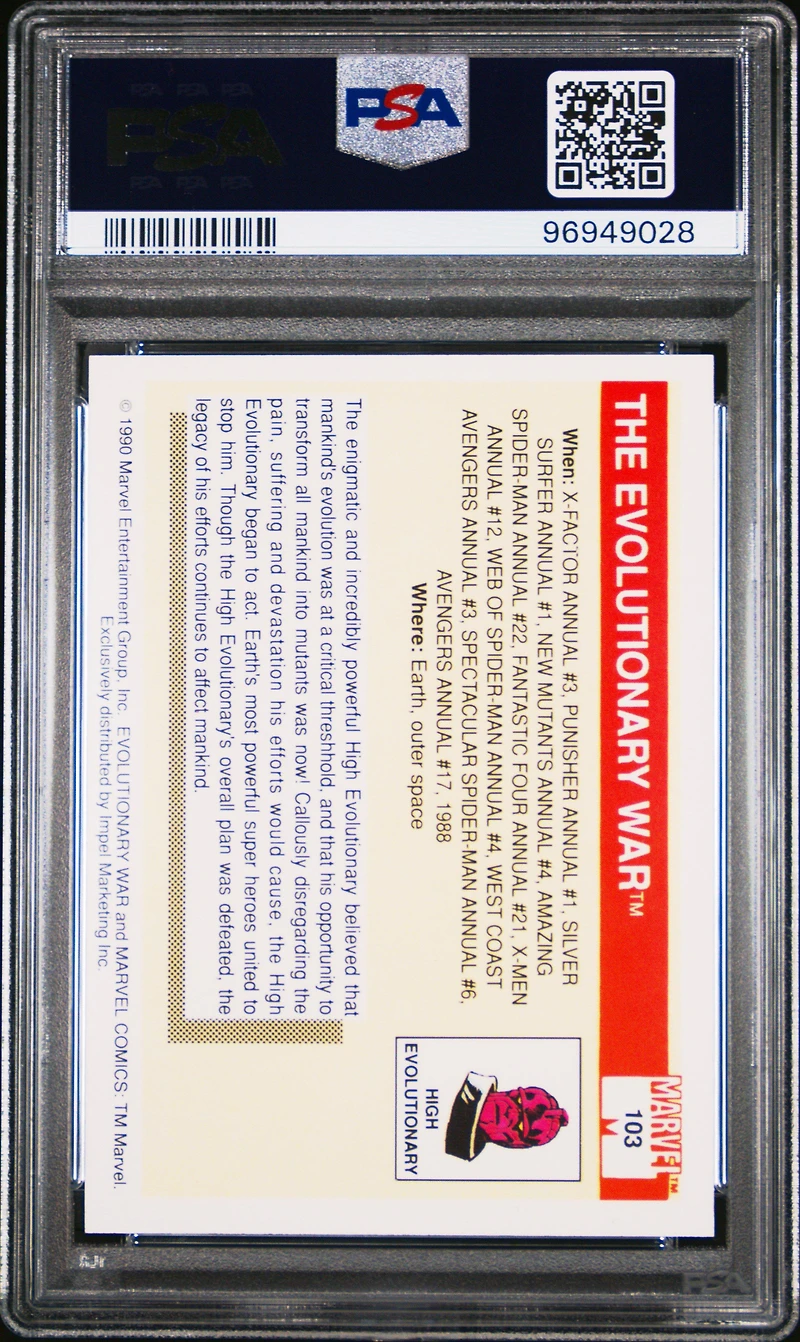 PSA
96949028
THE EVOLUTIONARY WAR™
MARVEL™
103
When: X-FACTOR ANNUAL #3, PUNISHER ANNUAL #1, SILVER
SURFER ANNUAL #1, NEW MUTANTS ANNUAL #4, AMAZING
SPIDER-MAN ANNUAL #22, FANTASTIC FOUR ANNUAL #21, X-MEN
ANNUAL #12, WEB OF SPIDER-MAN ANNUAL #4, WEST COAST
AVENGERS ANNUAL #3, SPECTACULAR SPIDER-MAN ANNUAL #6,
AVENGERS ANNUAL #17, 1988
Where: Earth, outer space
HIGH
EVOLUTIONARY
The enigmatic and incredibly powerful High Evolutionary believed that
mankind's evolution was at a critical threshhold, and that his opportunity to
transform all mankind into mutants was now! Callously disregarding the
pain, suffering and devastation his efforts would cause, the High
Evolutionary began to act. Earth's most powerful super heroes united to
stop him. Though the High Evolutionary's overall plan was defeated, the
legacy of his efforts continues to affect mankind.
© 1990 Marvel Entertainment Group, Inc. EVOLUTIONARY WAR and MARVEL COMICS: TM Marvel.
Exclusively distributed by Impel Marketing Inc.
PSA